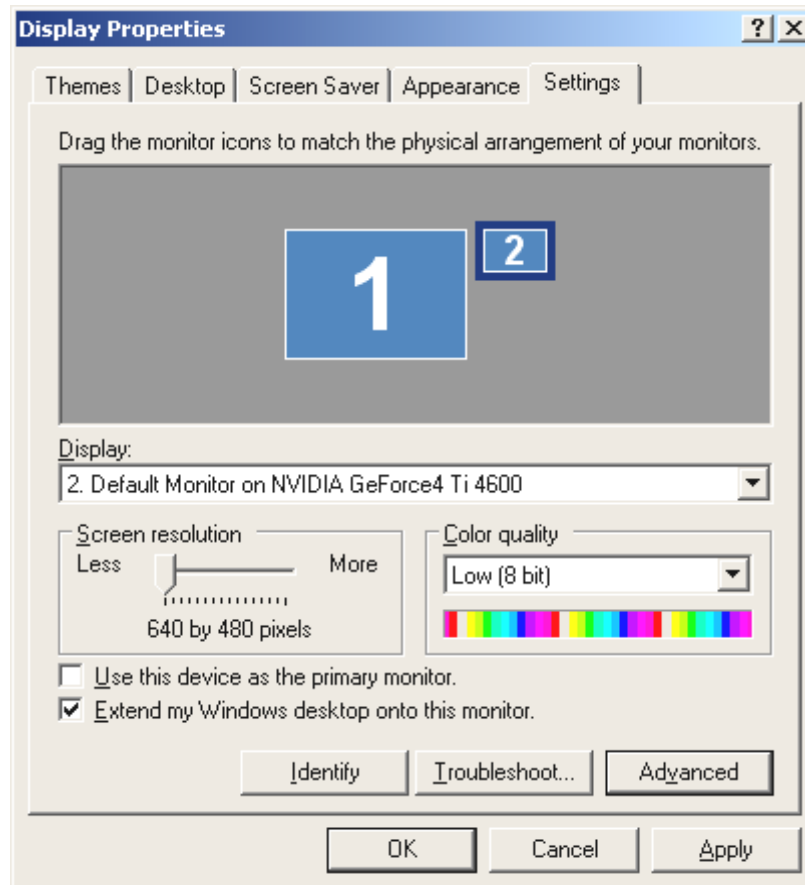 Display Properties
Themes Desktop Screen Saver Appearance Settings
Drag the monitor icons to match the physical arrangement of your monitors.
1 2
Display:
2. Default Monitor on NVIDIA GeForce4 Ti 4600
Screen resolution Color quality
Less More Low (8 bit)
640 by 480 pixels
Use this device as the primary monitor.
Extend my Windows desktop onto this monitor.
Identify Troubleshoot... Advanced
OK Cancel Apply